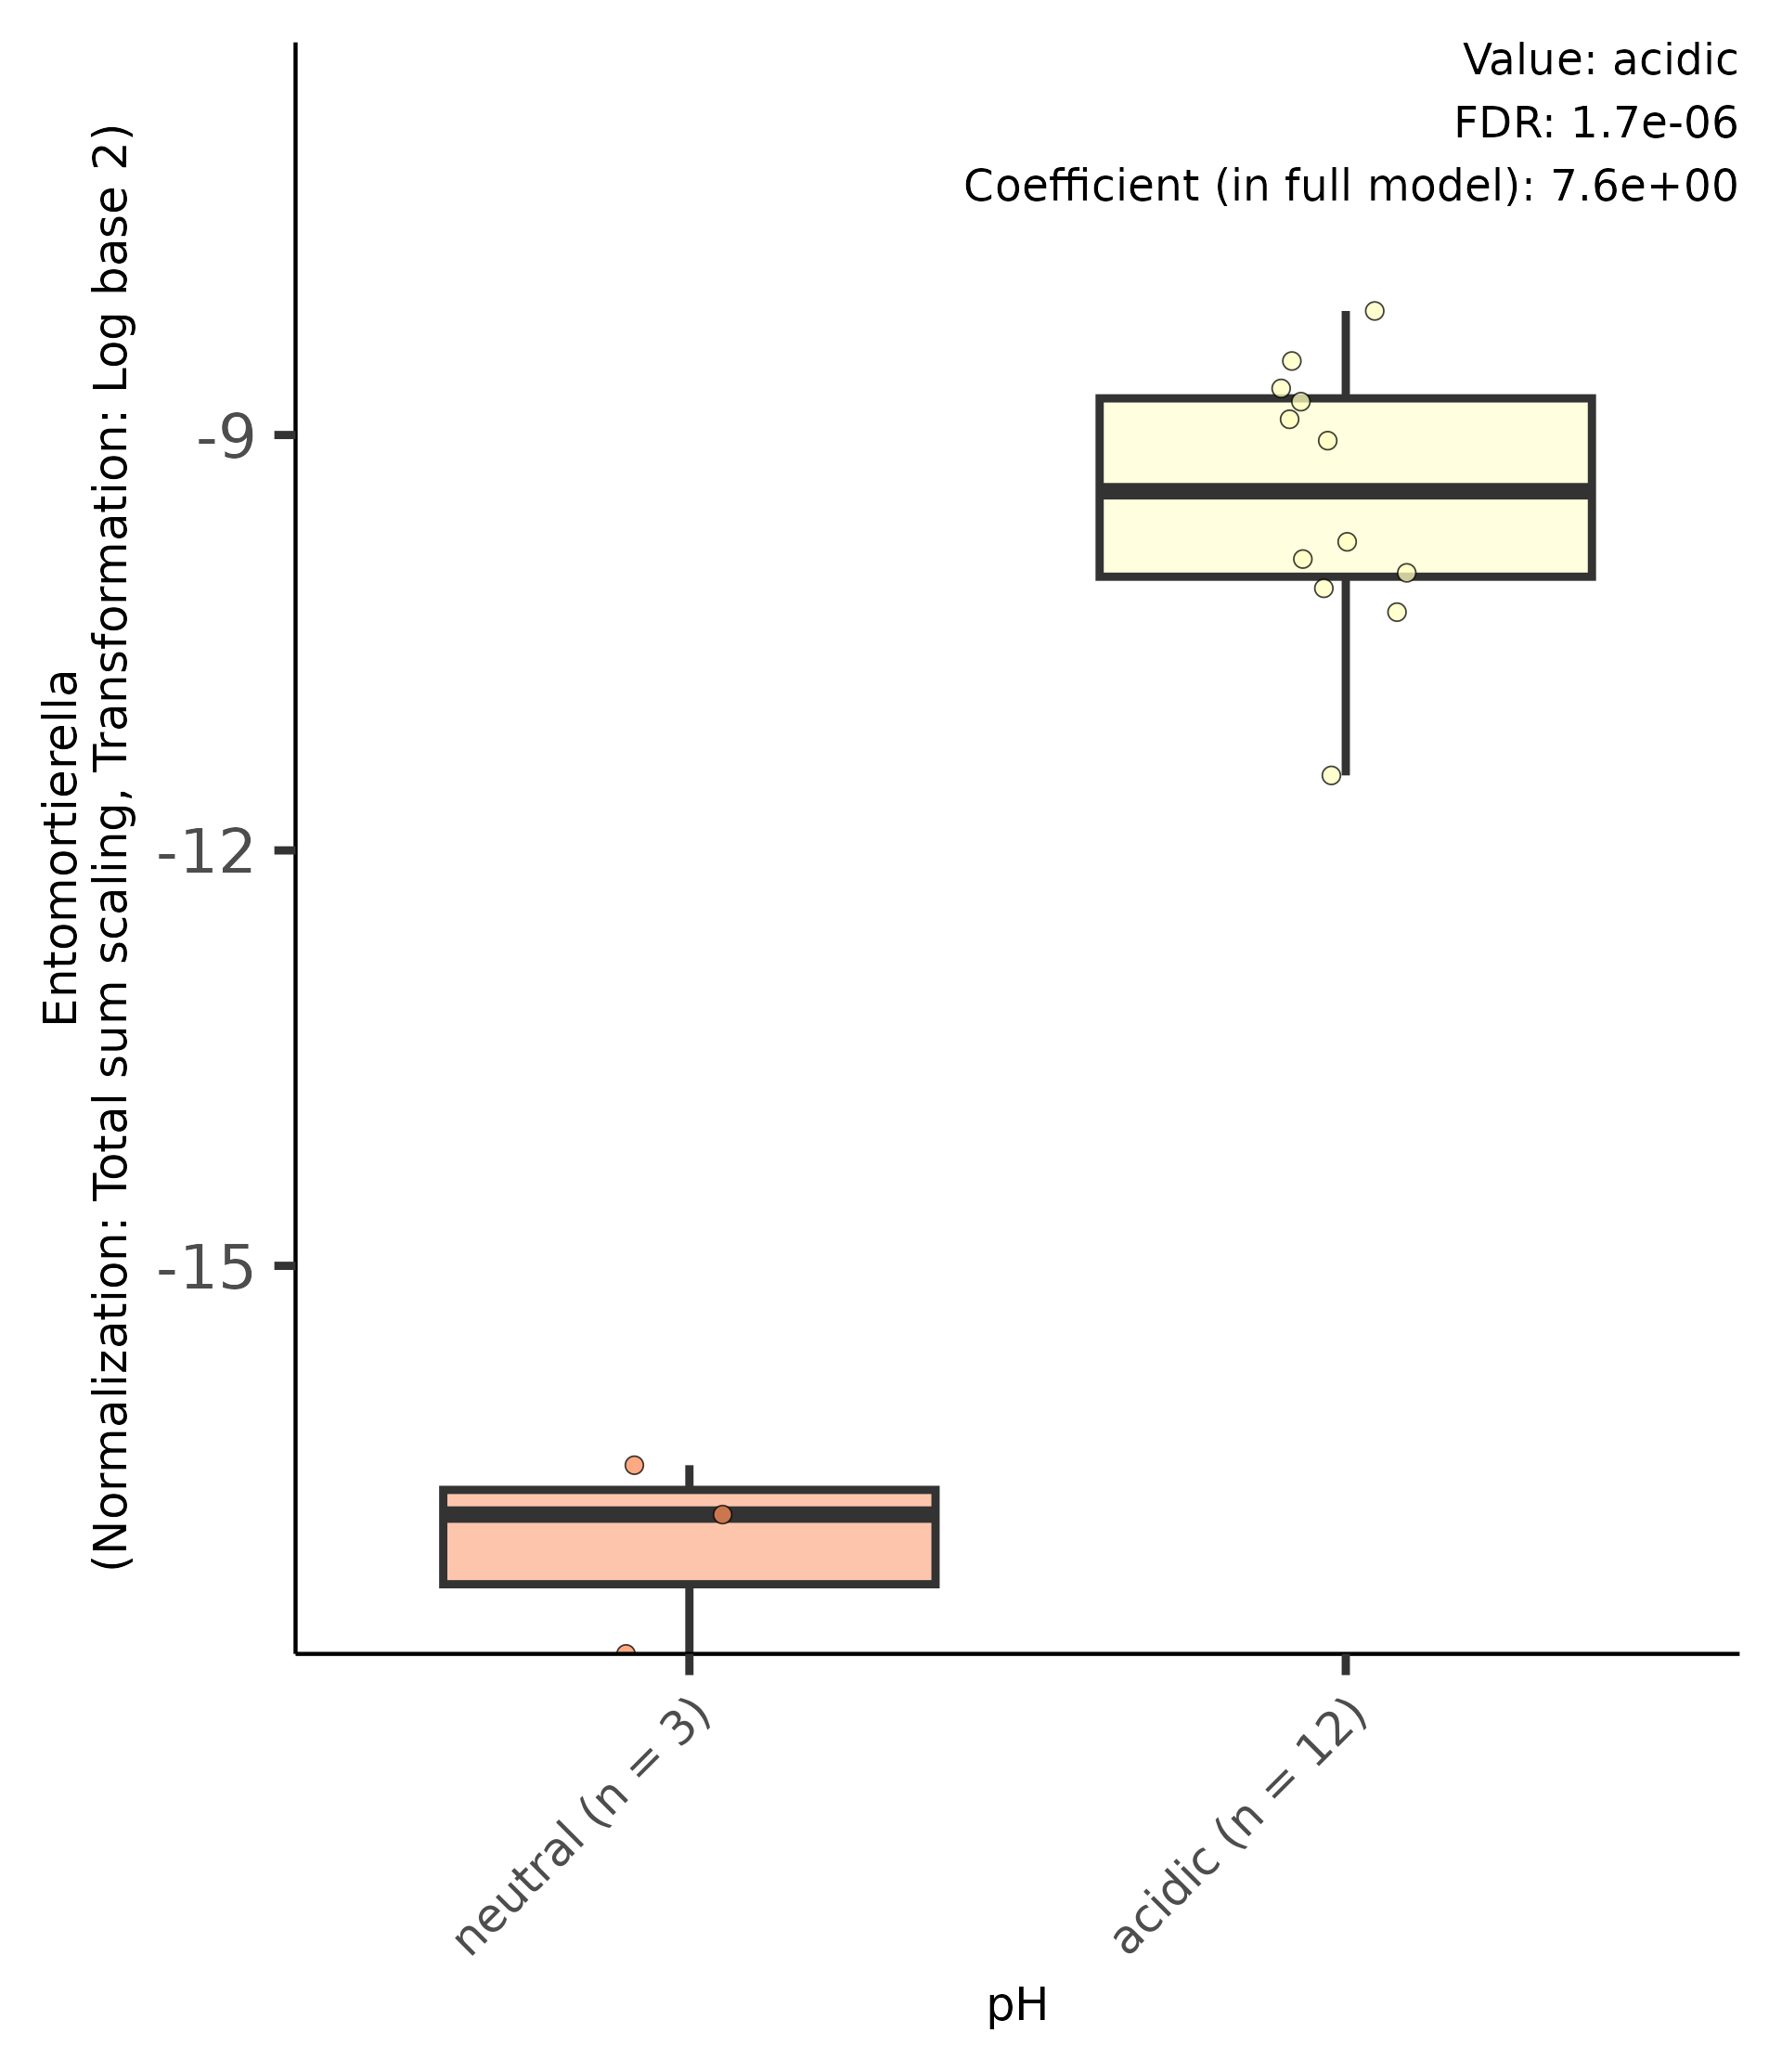 Value: acidic
FDR: 1.7e-06
Coefficient (in full model): 7.6e+00
Entomortierella
(Normalization: Total sum scaling, Transformation: Log base 2)
-9
-12
-15
neutral (n = 3)
acidic (n = 12)
pH